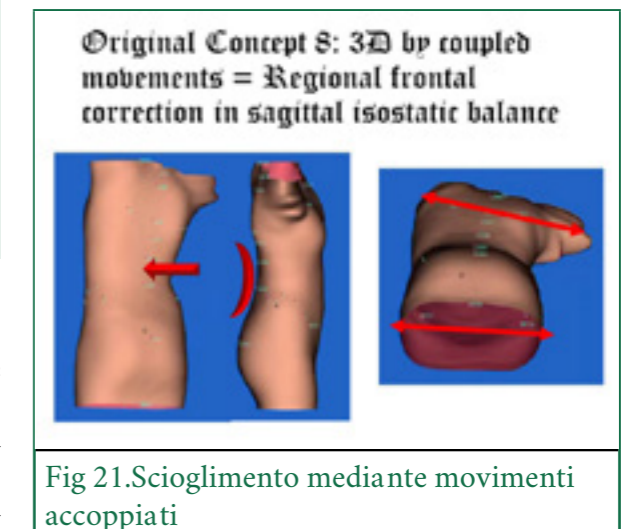 Original Concept 8: 3D by coupled
movements = Regional frontal
correction in sagittal isostatic balance
Fig 21.Scioglimento mediante movimenti
accoppiati